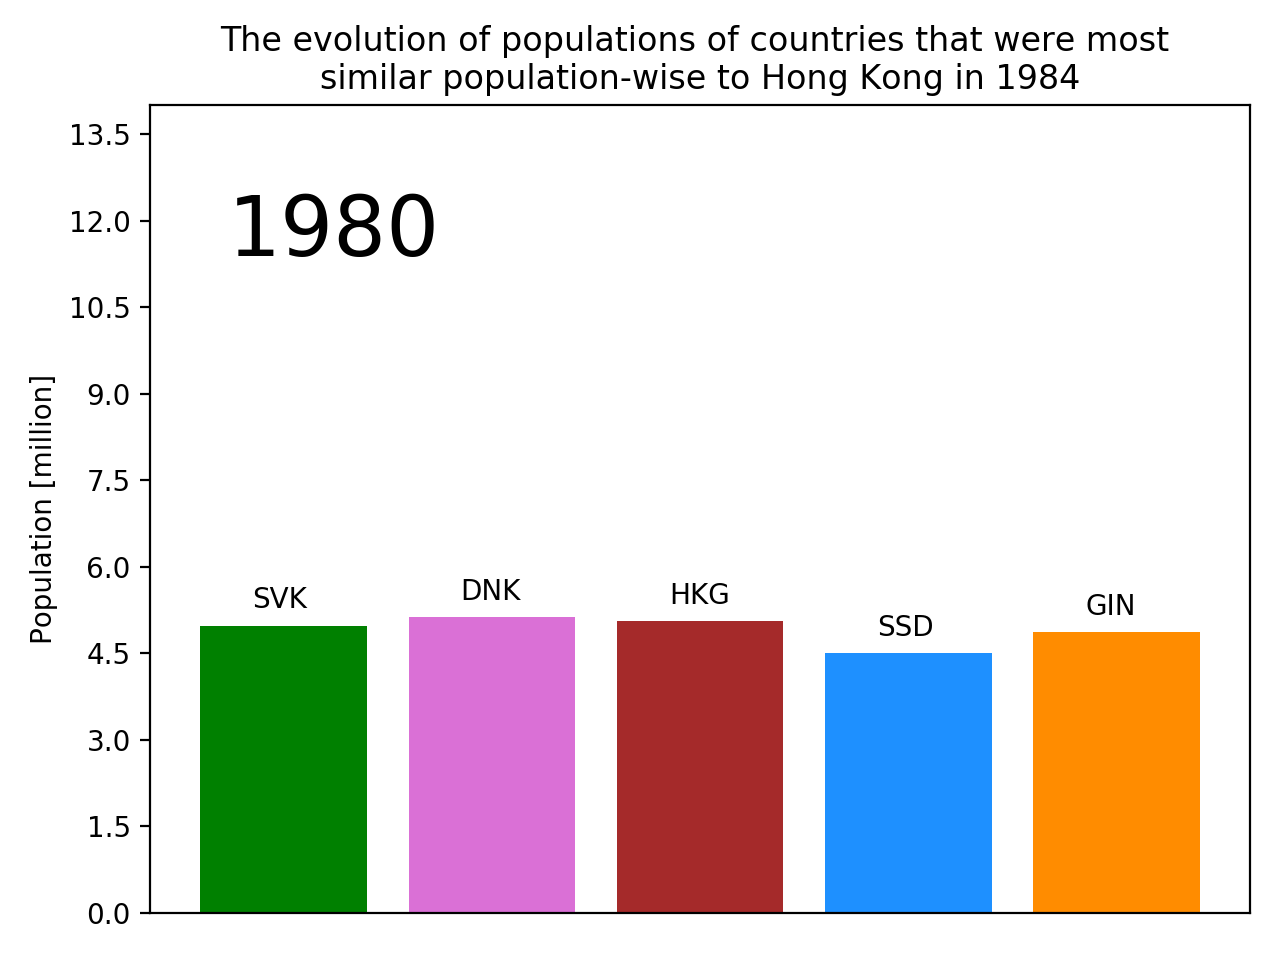 The evolution of populations of countries that were most
similar population-wise to Hong Kong in 1984
13.5
12.0
10.5
9.0
7.5
6.0
4.5
3.0
1.5
0.0
Population [million]
1980
SVK
DNK
HKG
SSD
GIN